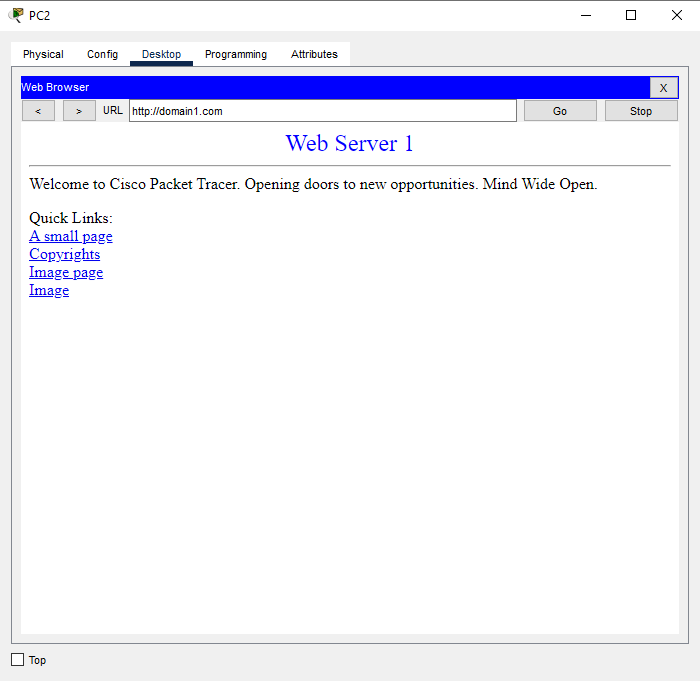 PC2
Physical Config Desktop Programming Attributes
Web Browser X
< > URL http://domain1.com Go Stop
Web Server 1
Welcome to Cisco Packet Tracer. Opening doors to new opportunities. Mind Wide Open.
Quick Links:
A small page
Copyrights
Image page
Image
Top